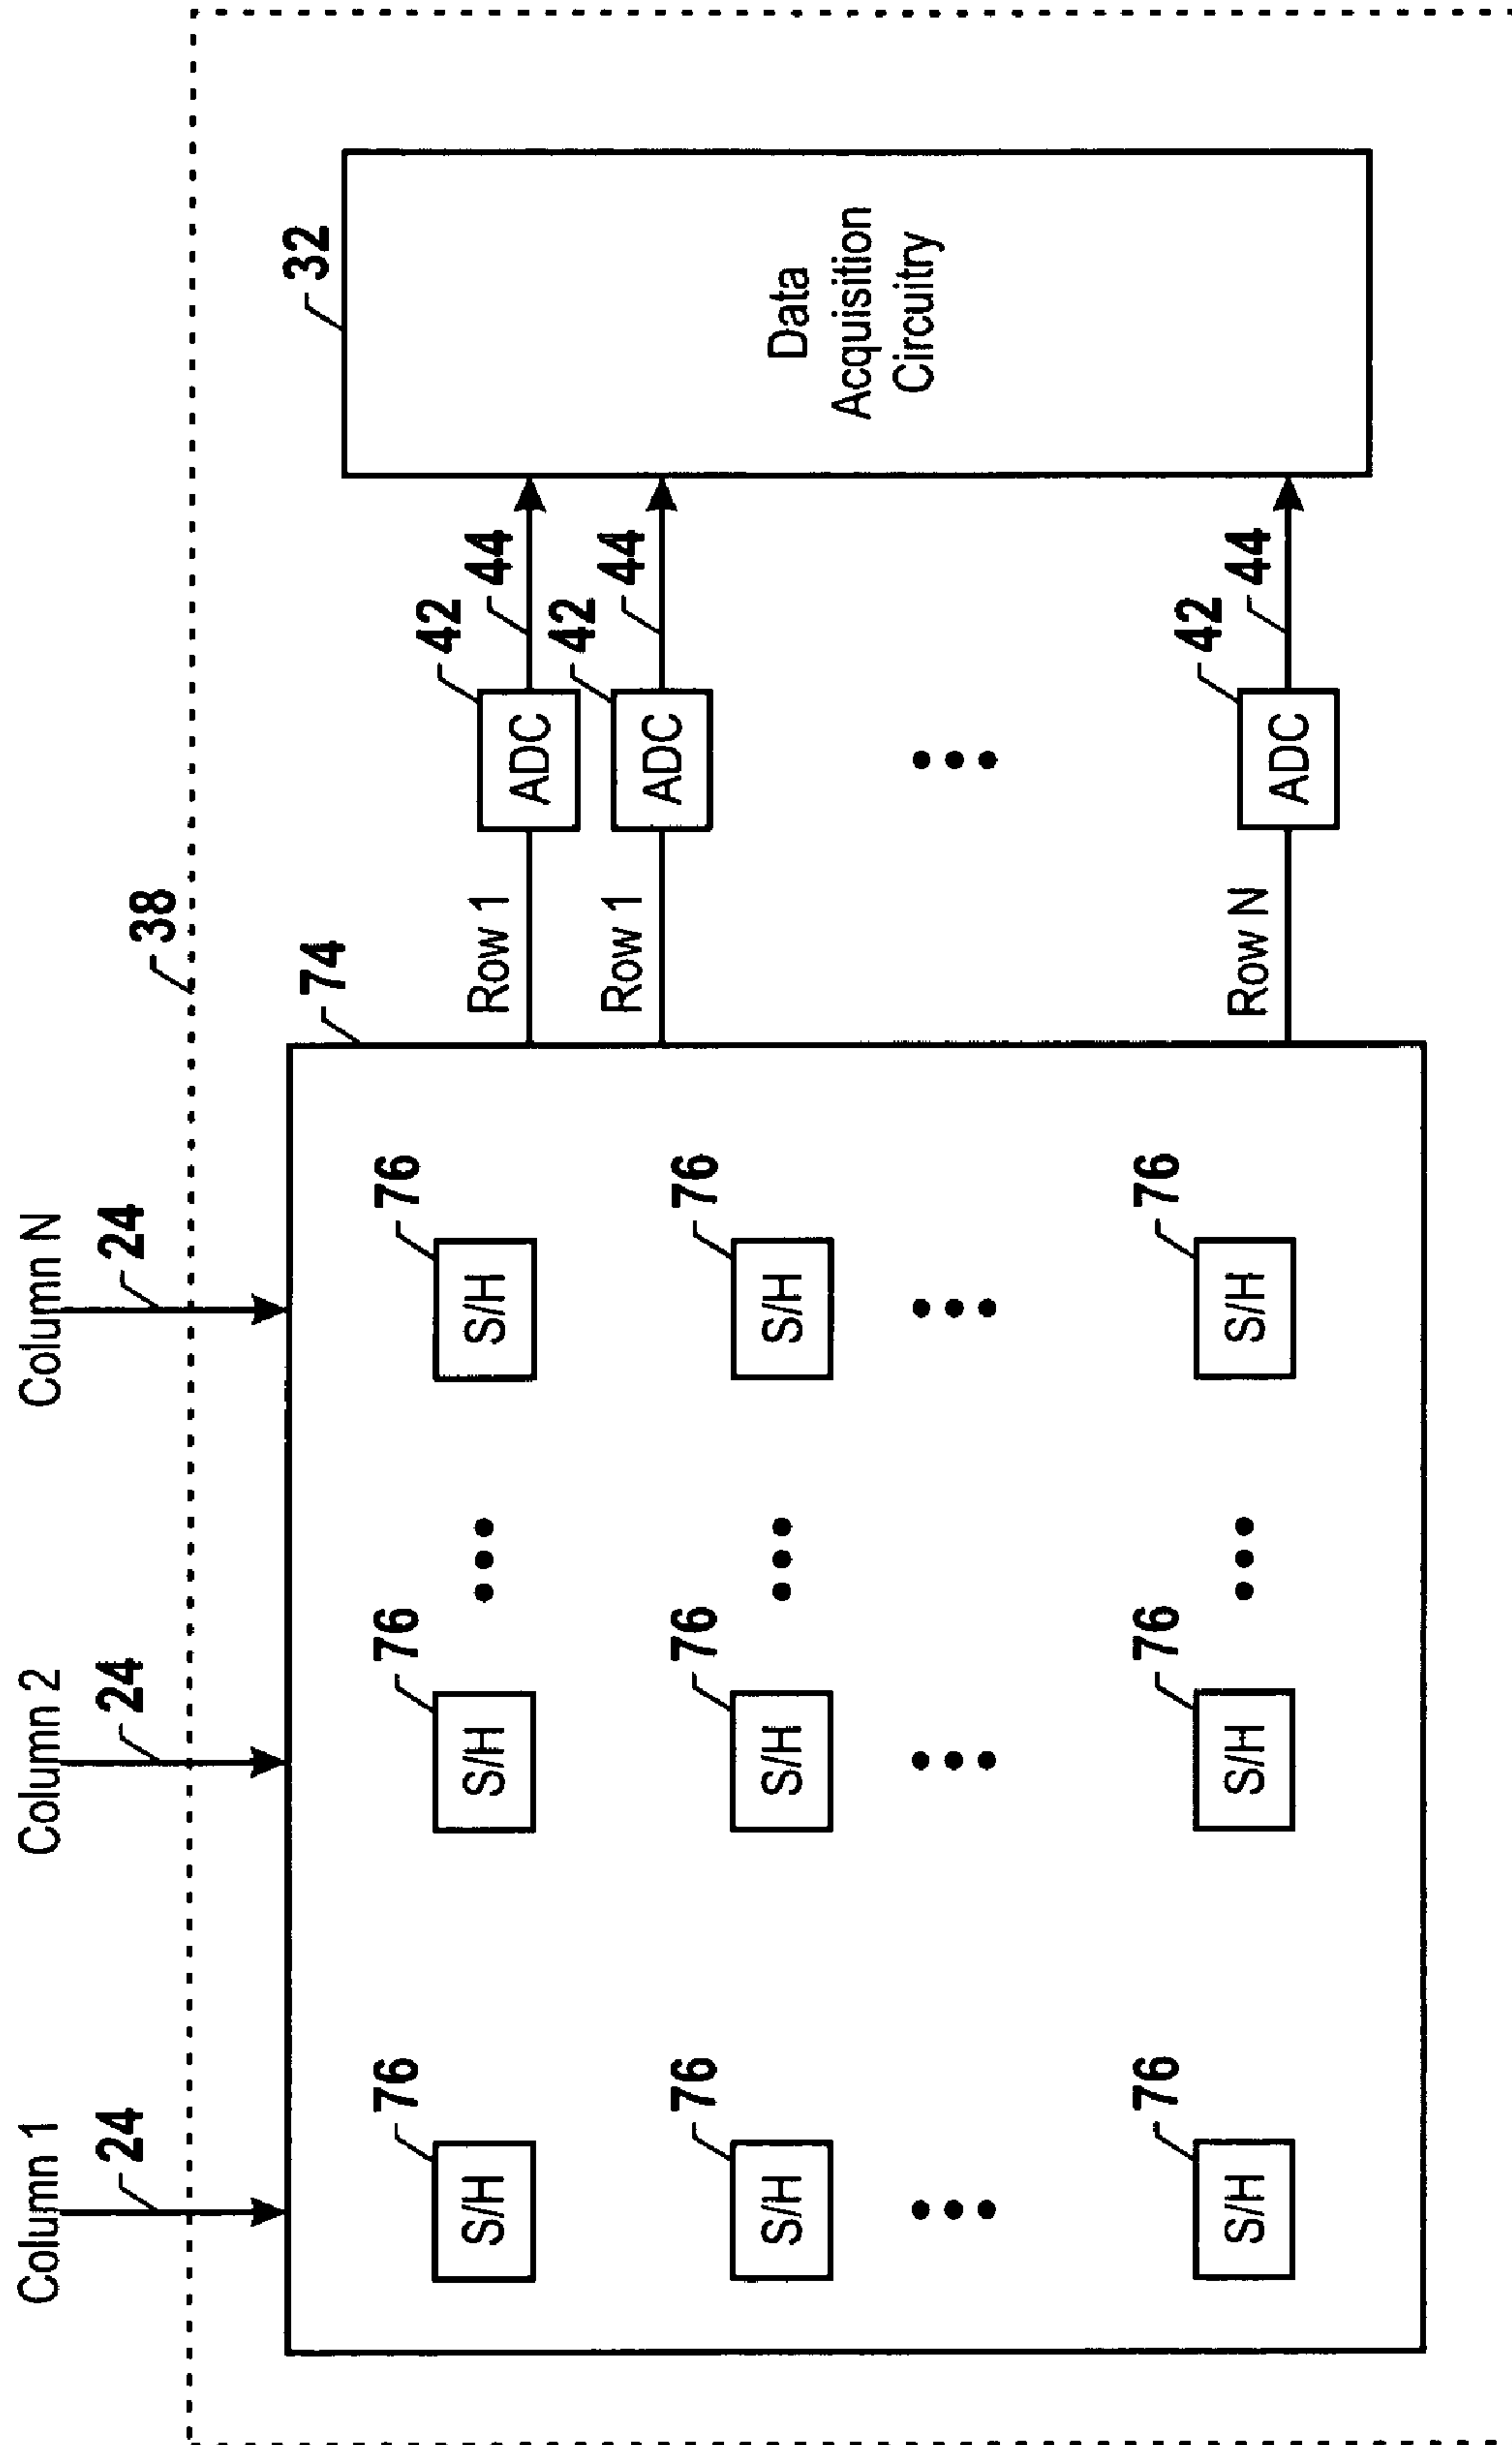 Column 1
Column 2
Column N
24
24
24
38
74
32
76
76
76
S/H
S/H
S/H
76
76
76
S/H
S/H
S/H
76
76
76
S/H
S/H
S/H
Row 1
42
ADC
44
Row 1
42
ADC
44
Row N
42
ADC
44
Data
Acquisition
Circuitry